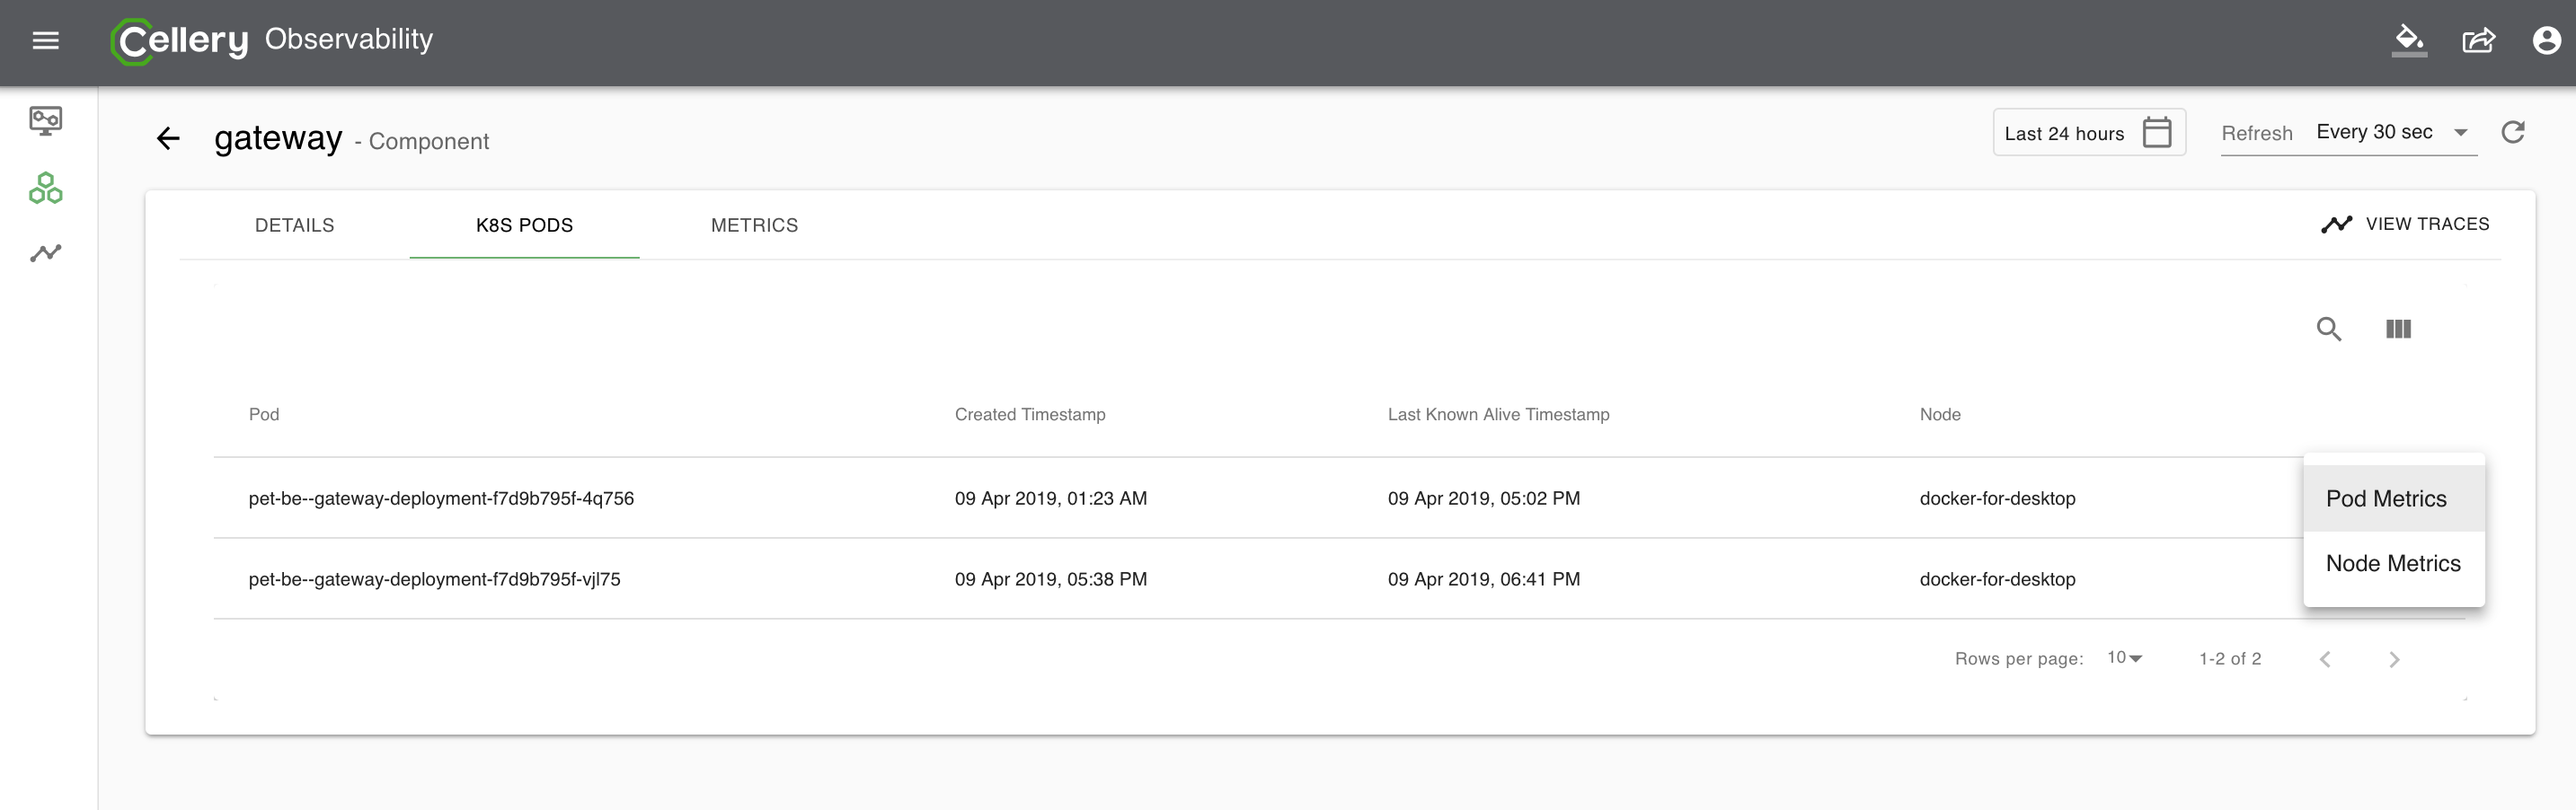 Cellery Observability
gateway - Component
Last 24 hours
Refresh Every 30 sec
DETAILS K8S PODS METRICS VIEW TRACES
Pod Created Timestamp Last Known Alive Timestamp Node
pet-be--gateway-deployment-f7d9b795f-4q756 09 Apr 2019, 01:23 AM 09 Apr 2019, 05:02 PM docker-for-desktop
Pod Metrics
Node Metrics
pet-be--gateway-deployment-f7d9b795f-vjl75 09 Apr 2019, 05:38 PM 09 Apr 2019, 06:41 PM docker-for-desktop
Rows per page: 10 1-2 of 2